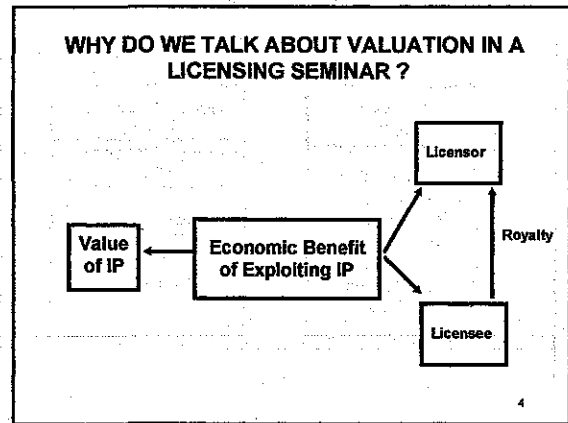 WHY DO WE TALK ABOUT VALUATION IN A
LICENSING SEMINAR ?
Licensor
Value
of IP
Economic Benefit
of Exploiting IP
Royalty
Licensee
4